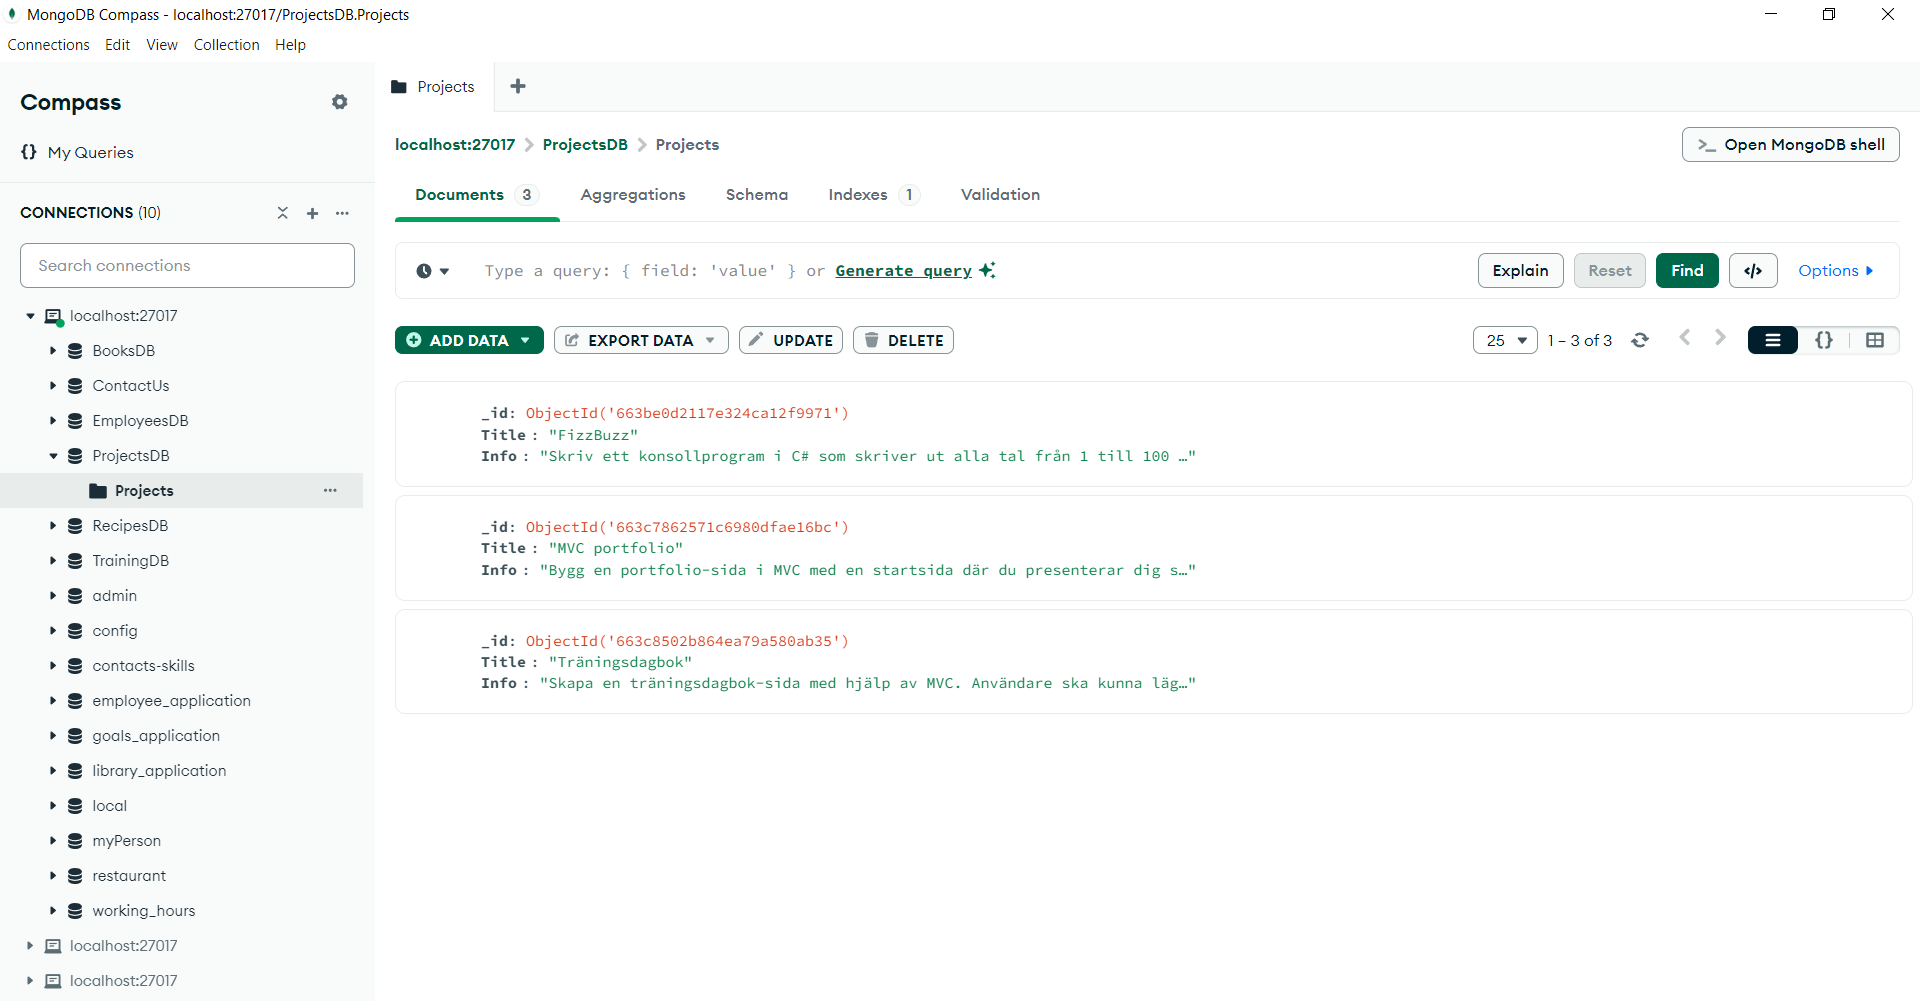 MongoDB Compass - localhost:27017/ProjectsDB.Projects
Connections Edit View Collection Help
Compass
{} My Queries
CONNECTIONS (10)
Search connections
localhost:27017
BooksDB
ContactUs
EmployeesDB
ProjectsDB
Projects
RecipesDB
TrainingDB
admin
config
contacts-skills
employee_application
goals_application
library_application
local
myPerson
restaurant
working_hours
localhost:27017
localhost:27017
Projects
localhost:27017 > ProjectsDB > Projects
>_ Open MongoDB shell
Documents 3 Aggregations Schema Indexes 1 Validation
Type a query: { field: 'value' } or Generate query
Explain Reset Find </> Options
ADD DATA EXPORT DATA UPDATE DELETE
25 1 – 3 of 3 {}
_id: ObjectId('663be0d2117e324ca12f9971')
Title : "FizzBuzz"
Info : "Skriv ett konsollprogram i C# som skriver ut alla tal från 1 till 100 …"
_id: ObjectId('663c7862571c6980dfae16bc')
Title : "MVC portfolio"
Info : "Bygg en portfolio-sida i MVC med en startsida där du presenterar dig s…"
_id: ObjectId('663c8502b864ea79a580ab35')
Title : "Träningsdagbok"
Info : "Skapa en träningsdagbok-sida med hjälp av MVC. Användare ska kunna läg…"